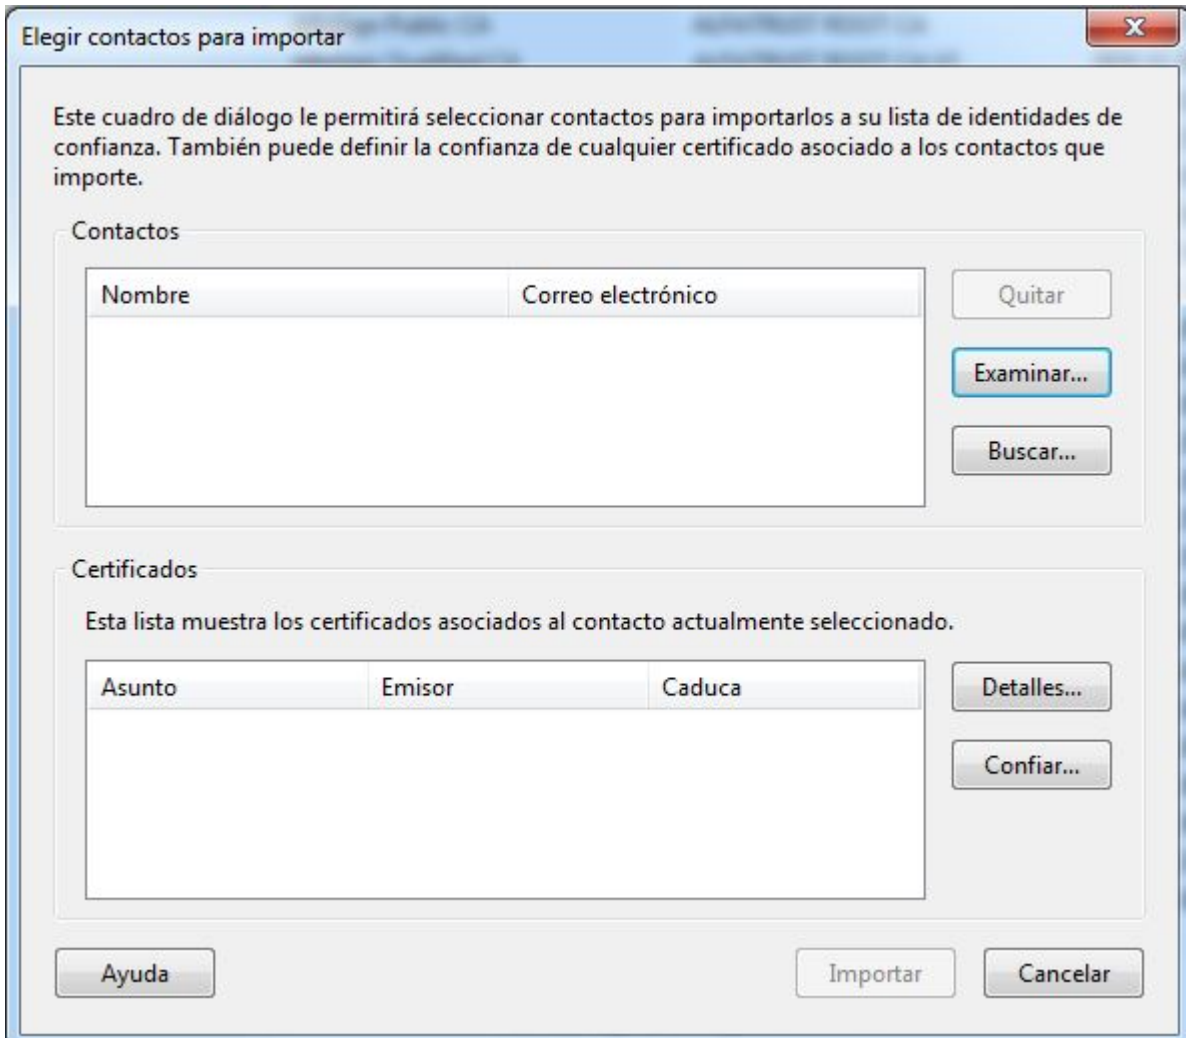 Elegir contactos para importar
Este cuadro de diálogo le permitirá seleccionar contactos para importarlos a su lista de identidades de
confianza. También puede definir la confianza de cualquier certificado asociado a los contactos que
importe.
Contactos
Nombre Correo electrónico
Quitar
Examinar...
Buscar...
Certificados
Esta lista muestra los certificados asociados al contacto actualmente seleccionado.
Asunto Emisor Caduca
Detalles...
Confiar...
Ayuda Importar Cancelar